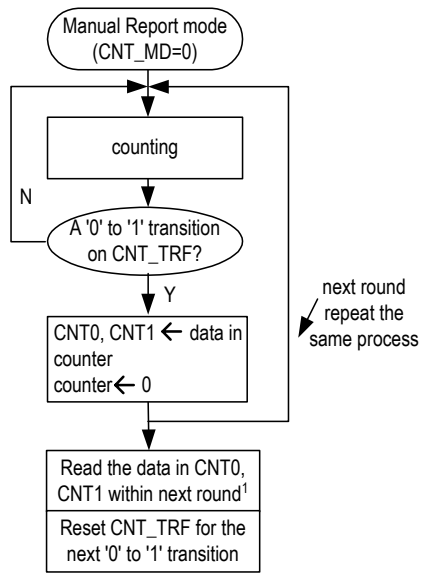 Manual Report mode
(CNT_MD=0)
counting
N
A '0' to '1' transition
on CNT_TRF?
Y
next round
repeat the
same process
CNT0, CNT1 ← data in
counter
counter← 0
Read the data in CNT0,
CNT1 within next round¹
Reset CNT_TRF for the
next '0' to '1' transition